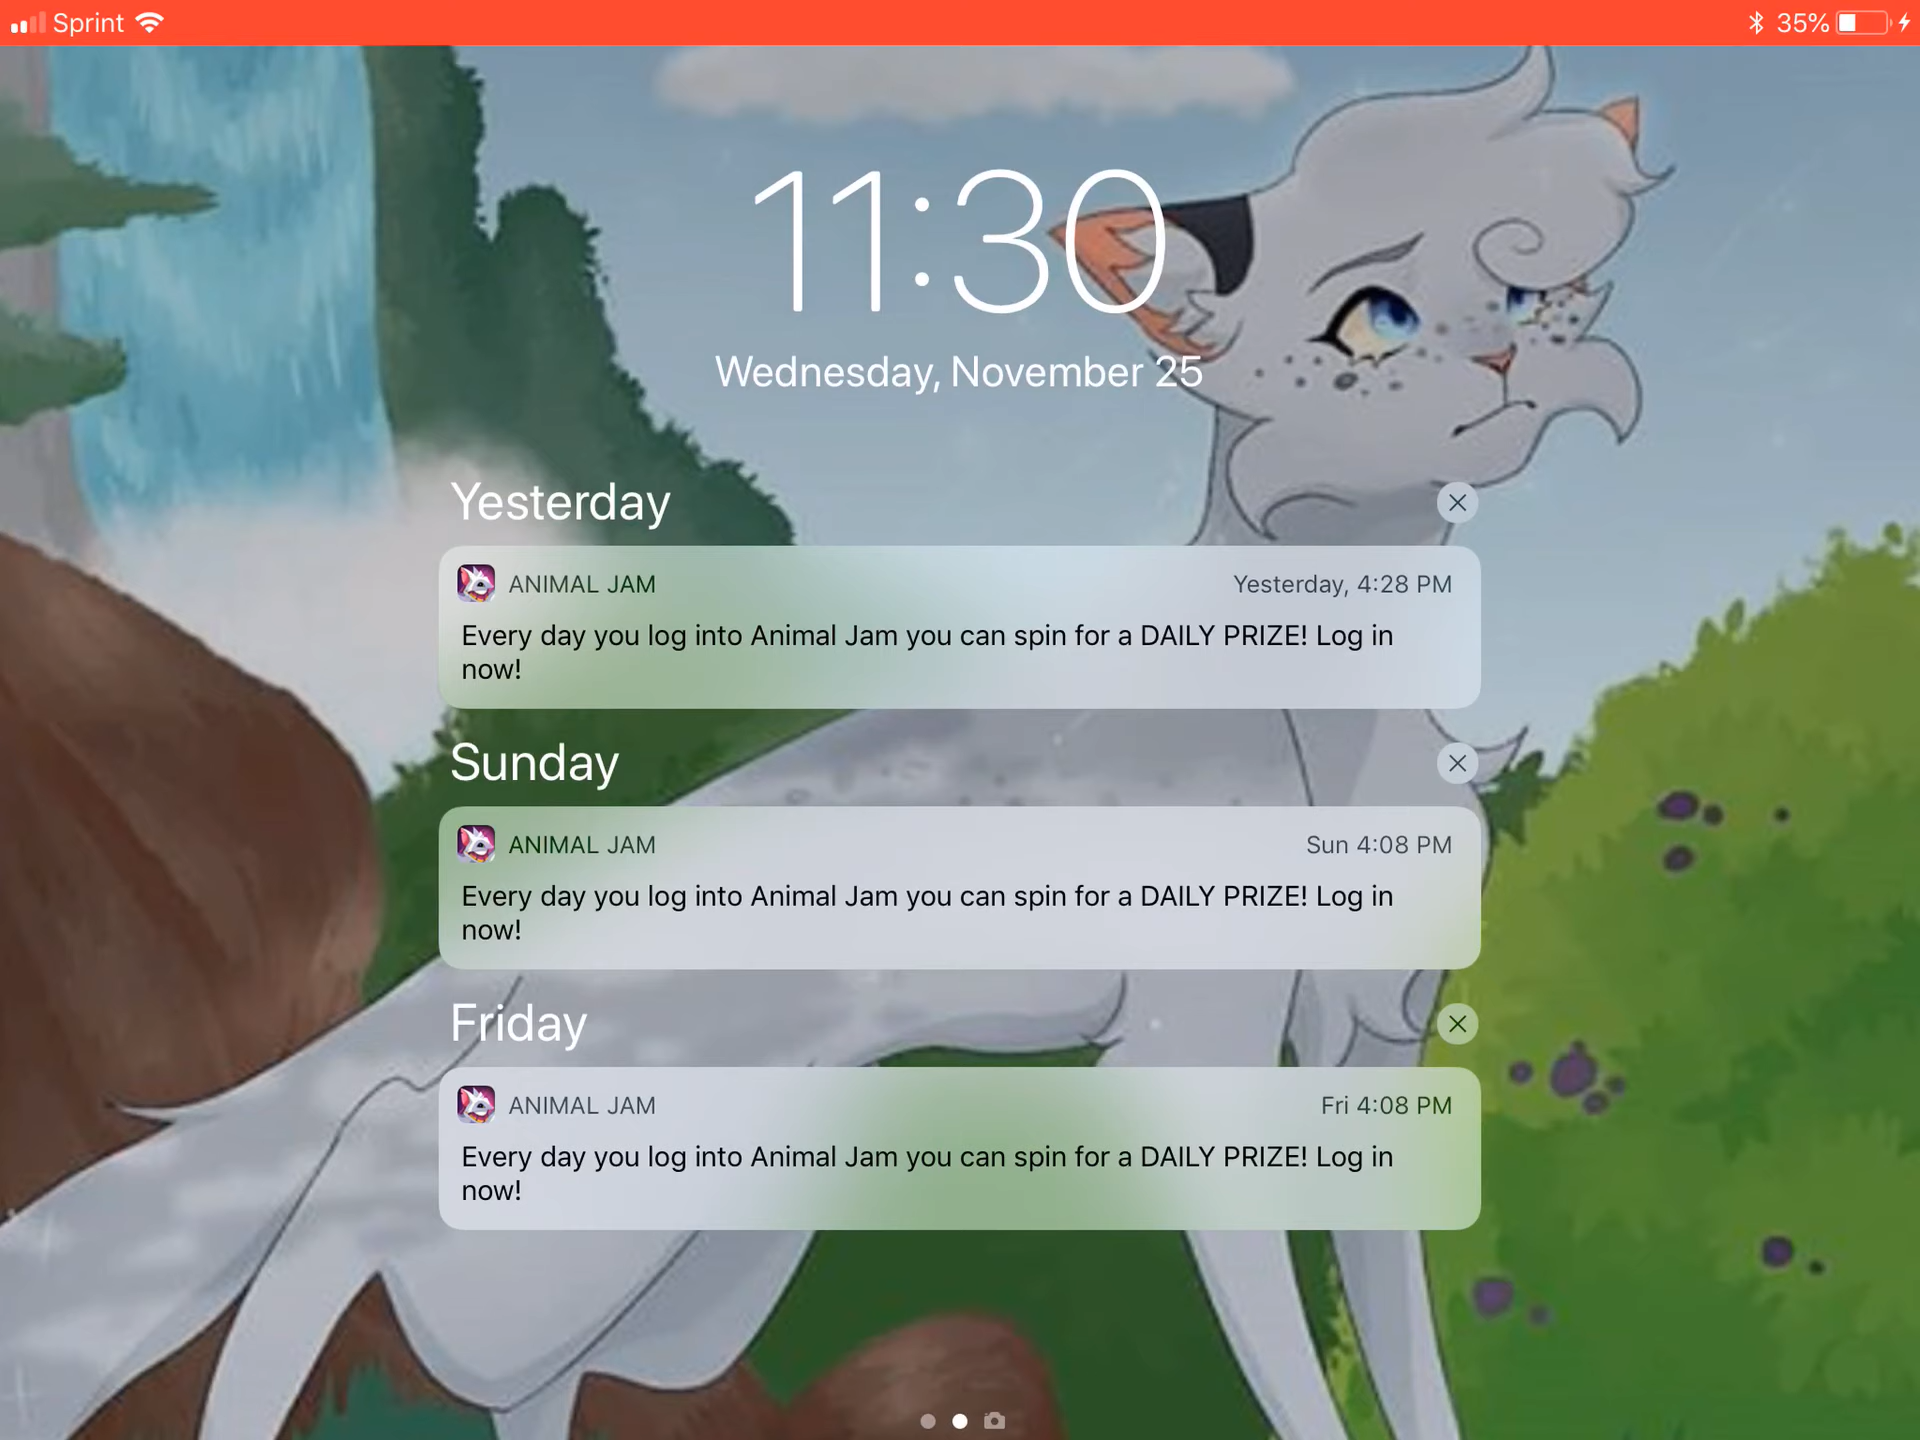 Sprint
35%
11:30
Wednesday, November 25
Yesterday
ANIMAL JAM
Yesterday, 4:28 PM
Every day you log into Animal Jam you can spin for a DAILY PRIZE! Log in
now!
Sunday
ANIMAL JAM
Sun 4:08 PM
Every day you log into Animal Jam you can spin for a DAILY PRIZE! Log in
now!
Friday
ANIMAL JAM
Fri 4:08 PM
Every day you log into Animal Jam you can spin for a DAILY PRIZE! Log in
now!